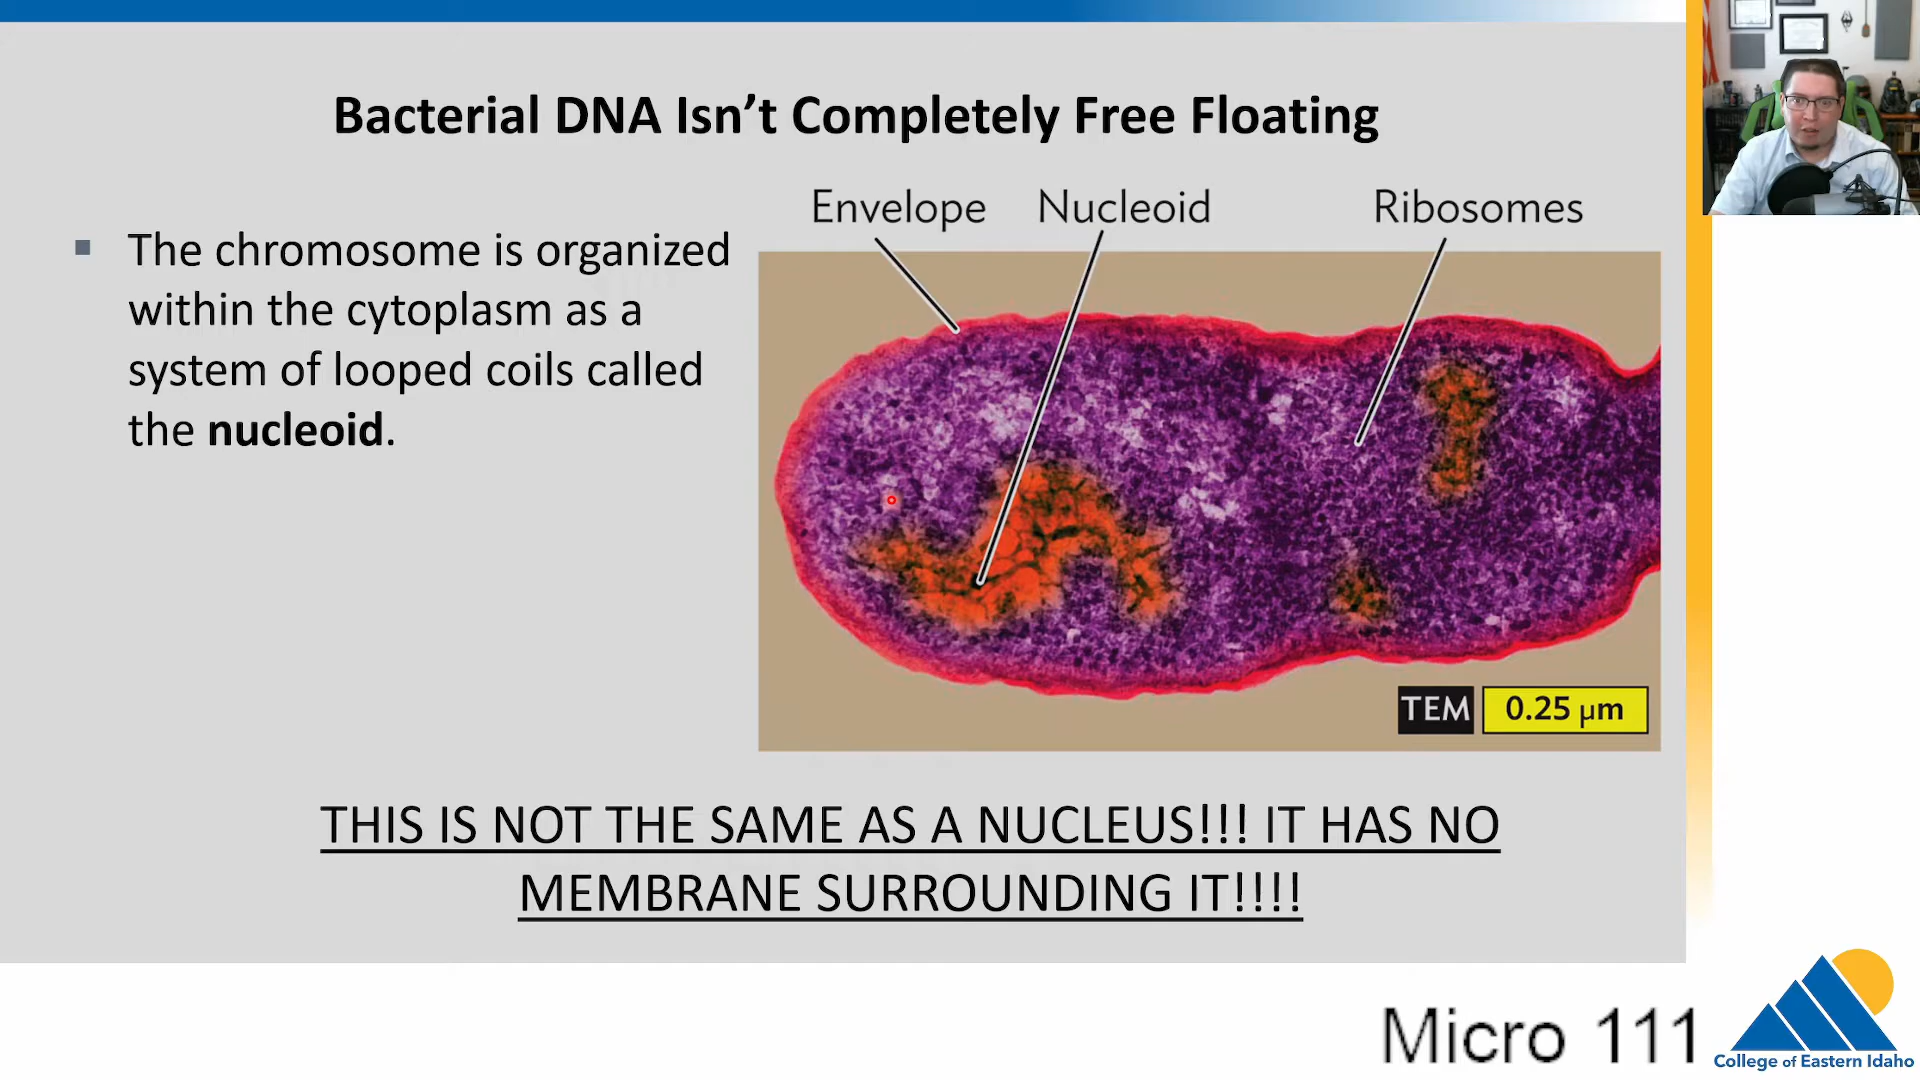 Bacterial DNA Isn’t Completely Free Floating
▪ The chromosome is organized
within the cytoplasm as a
system of looped coils called
the nucleoid.
Envelope Nucleoid Ribosomes
TEM 0.25 µm
THIS IS NOT THE SAME AS A NUCLEUS!!! IT HAS NO
MEMBRANE SURROUNDING IT!!!!
Micro 111
College of Eastern Idaho